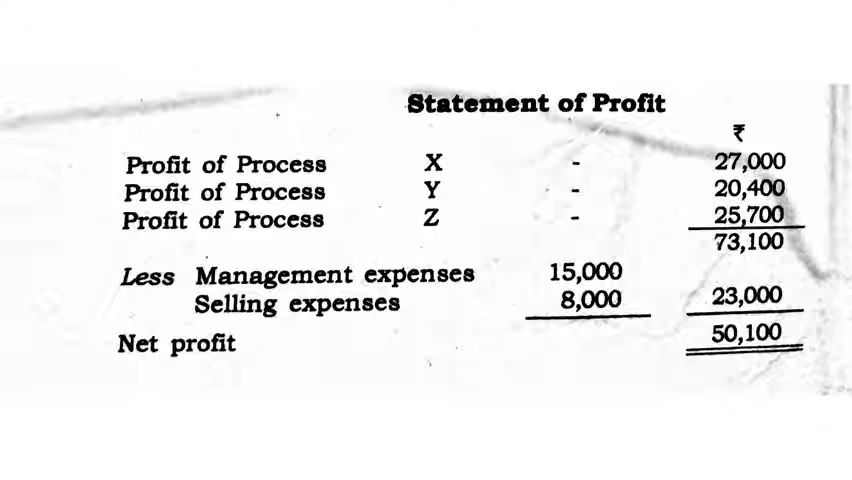 Statement of Profit
₹
Profit of Process X - 27,000
Profit of Process Y - 20,400
Profit of Process Z - 25,700
73,100
Less Management expenses 15,000
Selling expenses 8,000 23,000
Net profit 50,100